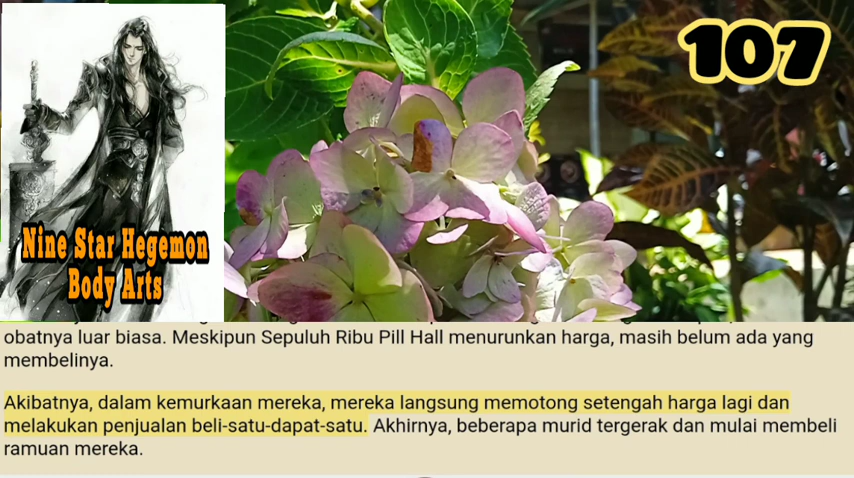 107
Nine Star Hegemon
Body Arts
obatnya luar biasa. Meskipun Sepuluh Ribu Pill Hall menurunkan harga, masih belum ada yang
membelinya.
Akibatnya, dalam kemurkaan mereka, mereka langsung memotong setengah harga lagi dan
melakukan penjualan beli-satu-dapat-satu. Akhirnya, beberapa murid tergerak dan mulai membeli
ramuan mereka.